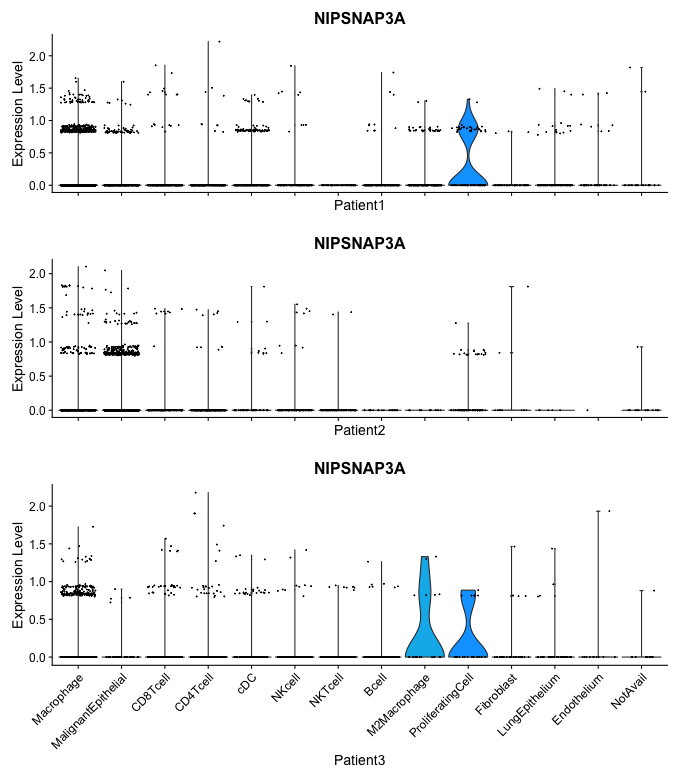 NIPSNAP3A
Expression Level
2.0
1.5
1.0
0.5
0.0
Patient1
NIPSNAP3A
Expression Level
2.0
1.5
1.0
0.5
0.0
Patient2
NIPSNAP3A
Expression Level
2.0
1.5
1.0
0.5
0.0
Macrophage
MalignantEpithelial
CD8Tcell
CD4Tcell
cDC
NKcell
NKTcell
Bcell
M2Macrophage
ProliferatingCell
Fibroblast
LungEpithelium
Endothelium
NotAvail
Patient3